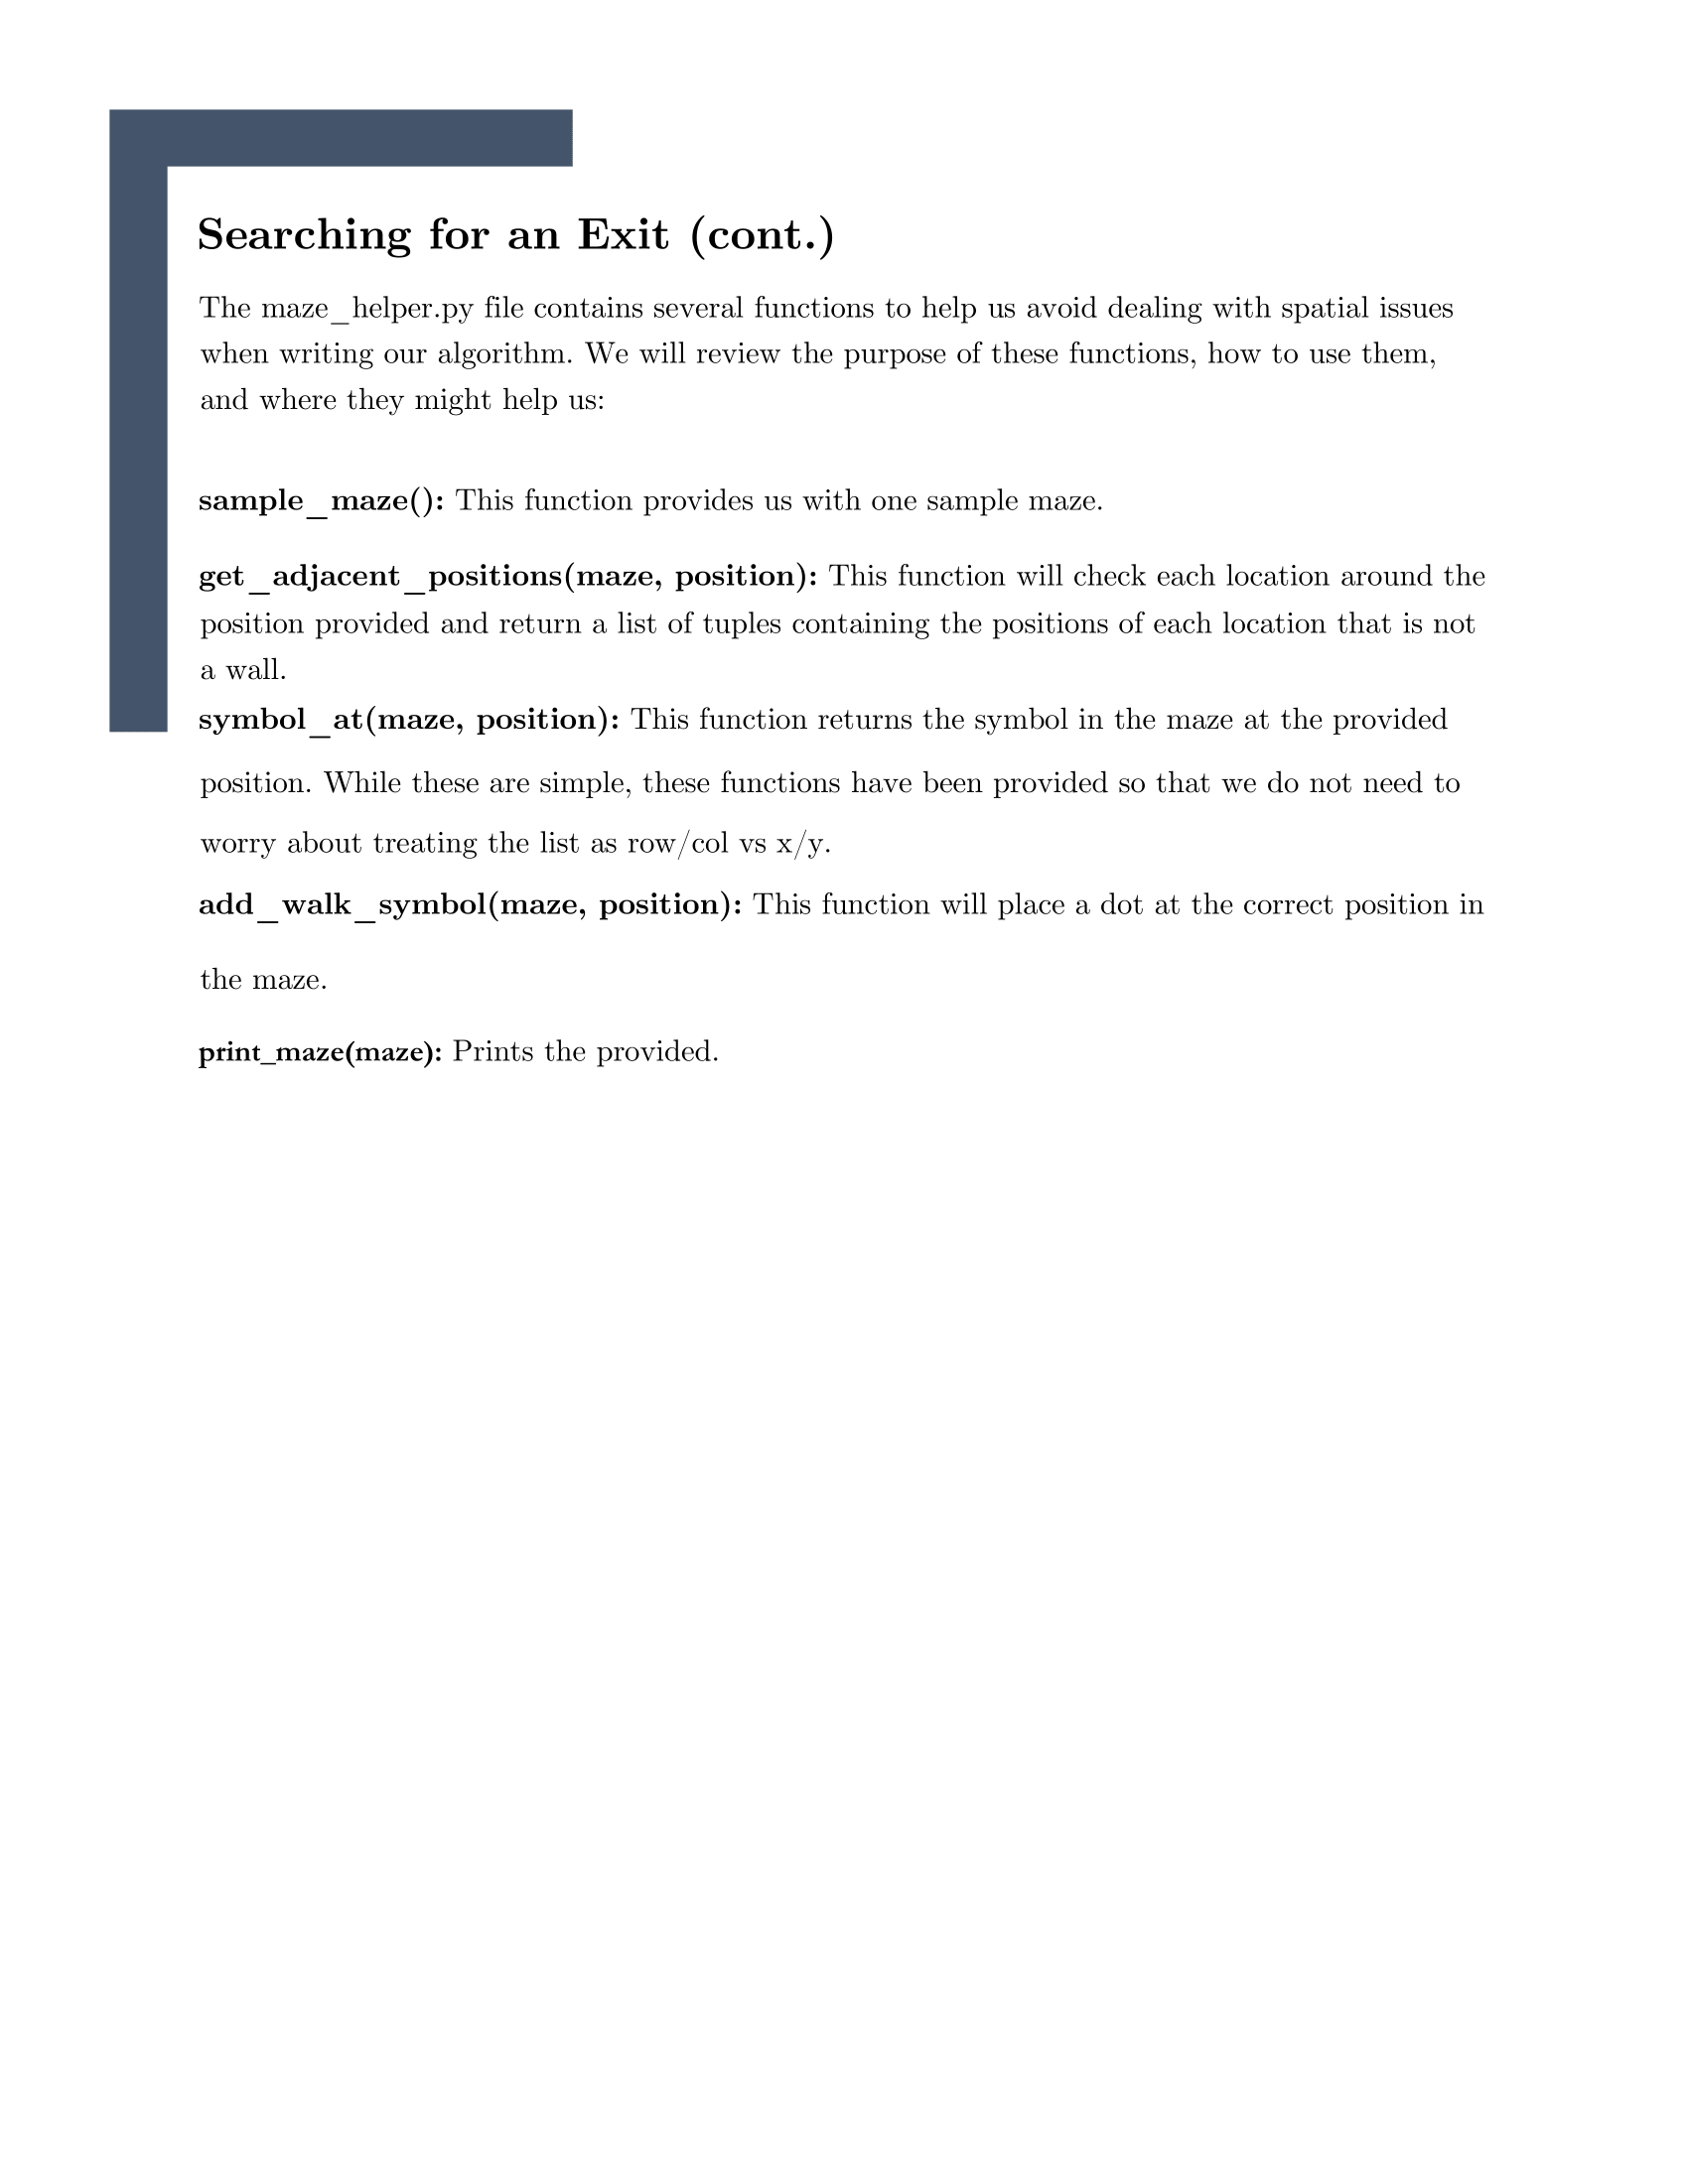 Searching for an Exit (cont.)
The maze_helper.py file contains several functions to help us avoid dealing with spatial issues
when writing our algorithm. We will review the purpose of these functions, how to use them,
and where they might help us:
sample_maze(): This function provides us with one sample maze.
get_adjacent_positions(maze, position): This function will check each location around the
position provided and return a list of tuples containing the positions of each location that is not
a wall.
symbol_at(maze, position): This function returns the symbol in the maze at the provided
position. While these are simple, these functions have been provided so that we do not need to
worry about treating the list as row/col vs x/y.
add_walk_symbol(maze, position): This function will place a dot at the correct position in
the maze.
print_maze(maze): Prints the provided.